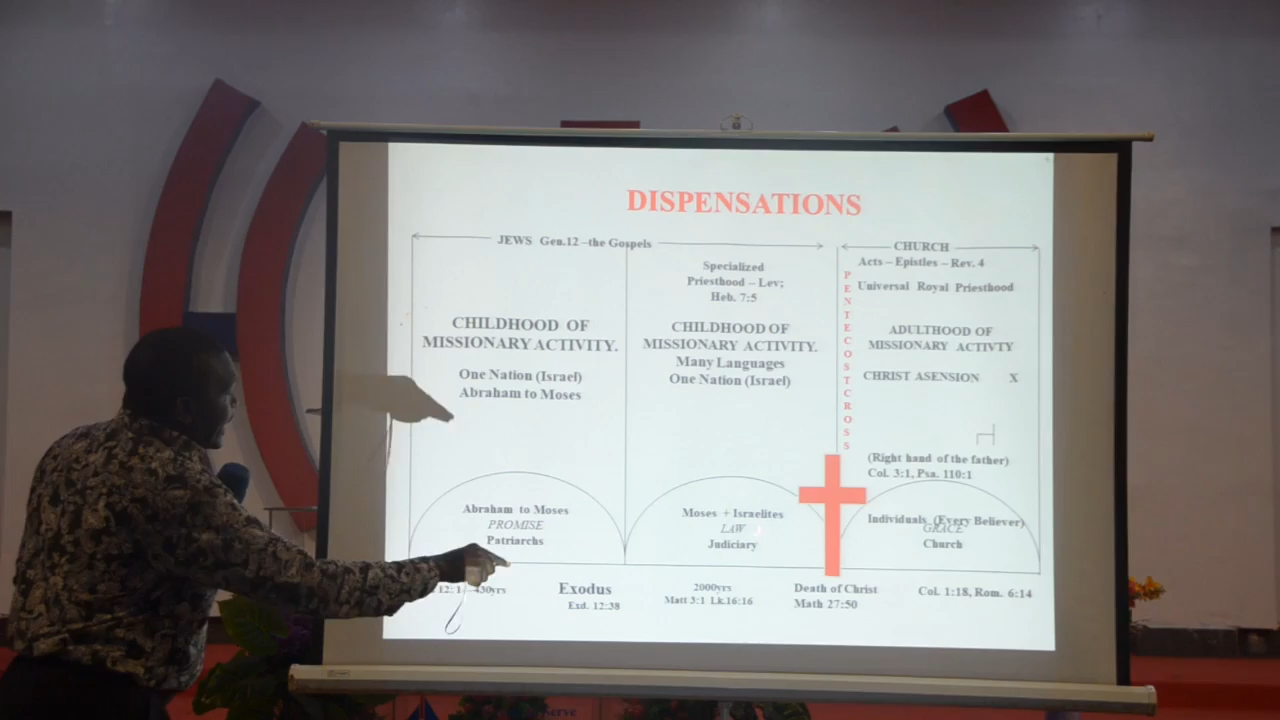 DISPENSATIONS
JEWS Gen.12 –the Gospels
CHURCH
Acts – Epistles – Rev. 4
Specialized
Priesthood – Lev;
Heb. 7:5
Universal Royal Priesthood
CHILDHOOD OF
MISSIONARY ACTIVITY.
One Nation (Israel)
Abraham to Moses
CHILDHOOD OF
MISSIONARY ACTIVITY.
Many Languages
One Nation (Israel)
PENTECOST CROSS
ADULTHOOD OF
MISSIONARY ACTIVTY
CHRIST ASENSION X
(Right hand of the father)
Col. 3:1, Psa. 110:1
Abraham to Moses
PROMISE
Patriarchs
Moses + Israelites
LAW
Judiciary
Individuals (Every Believer)
GRACE
Church
12:1 – 430yrs
Exodus
Exd. 12:38
2000yrs
Matt 3:1 Lk.16:16
Death of Christ
Math 27:50
Col. 1:18, Rom. 6:14